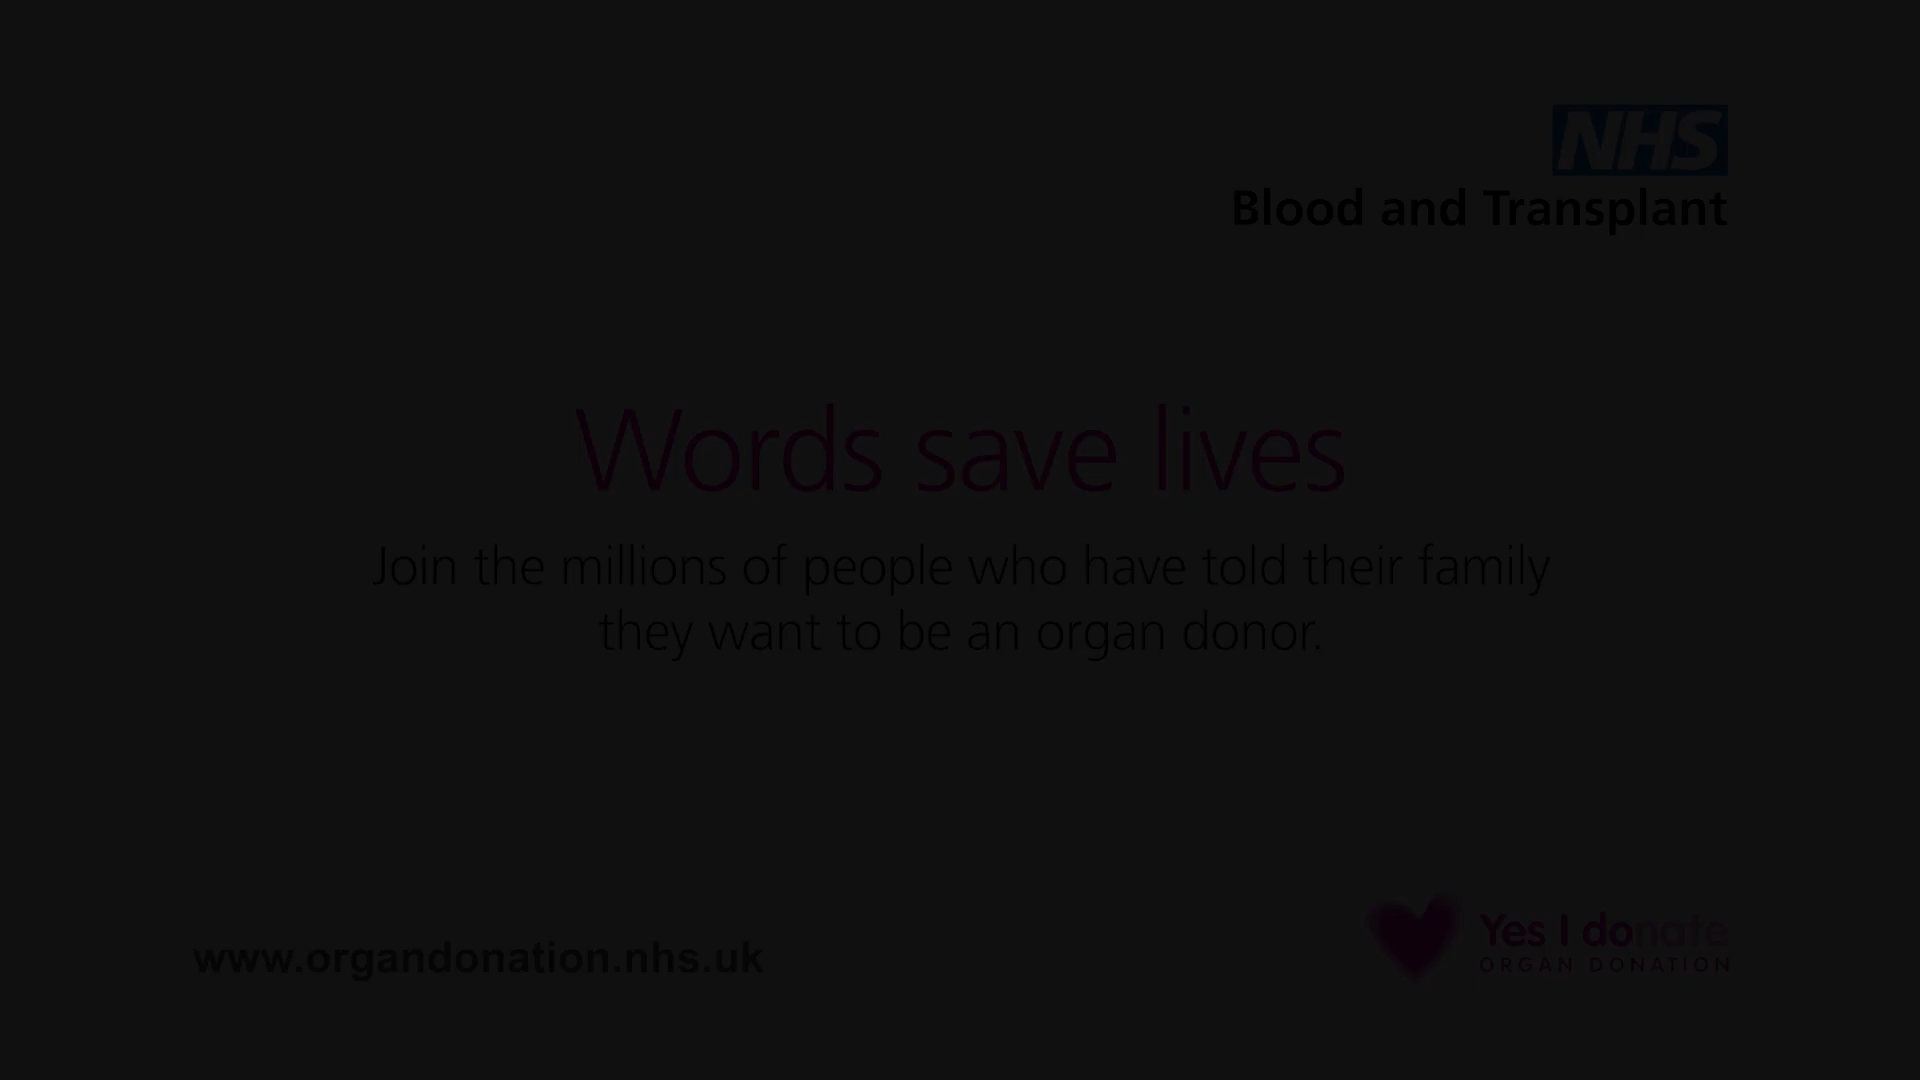 NHS
Blood and Transplant
Words save lives
Join the millions of people who have told their family
they want to be an organ donor.
www.organdonation.nhs.uk
Yes I donate
ORGAN DONATION